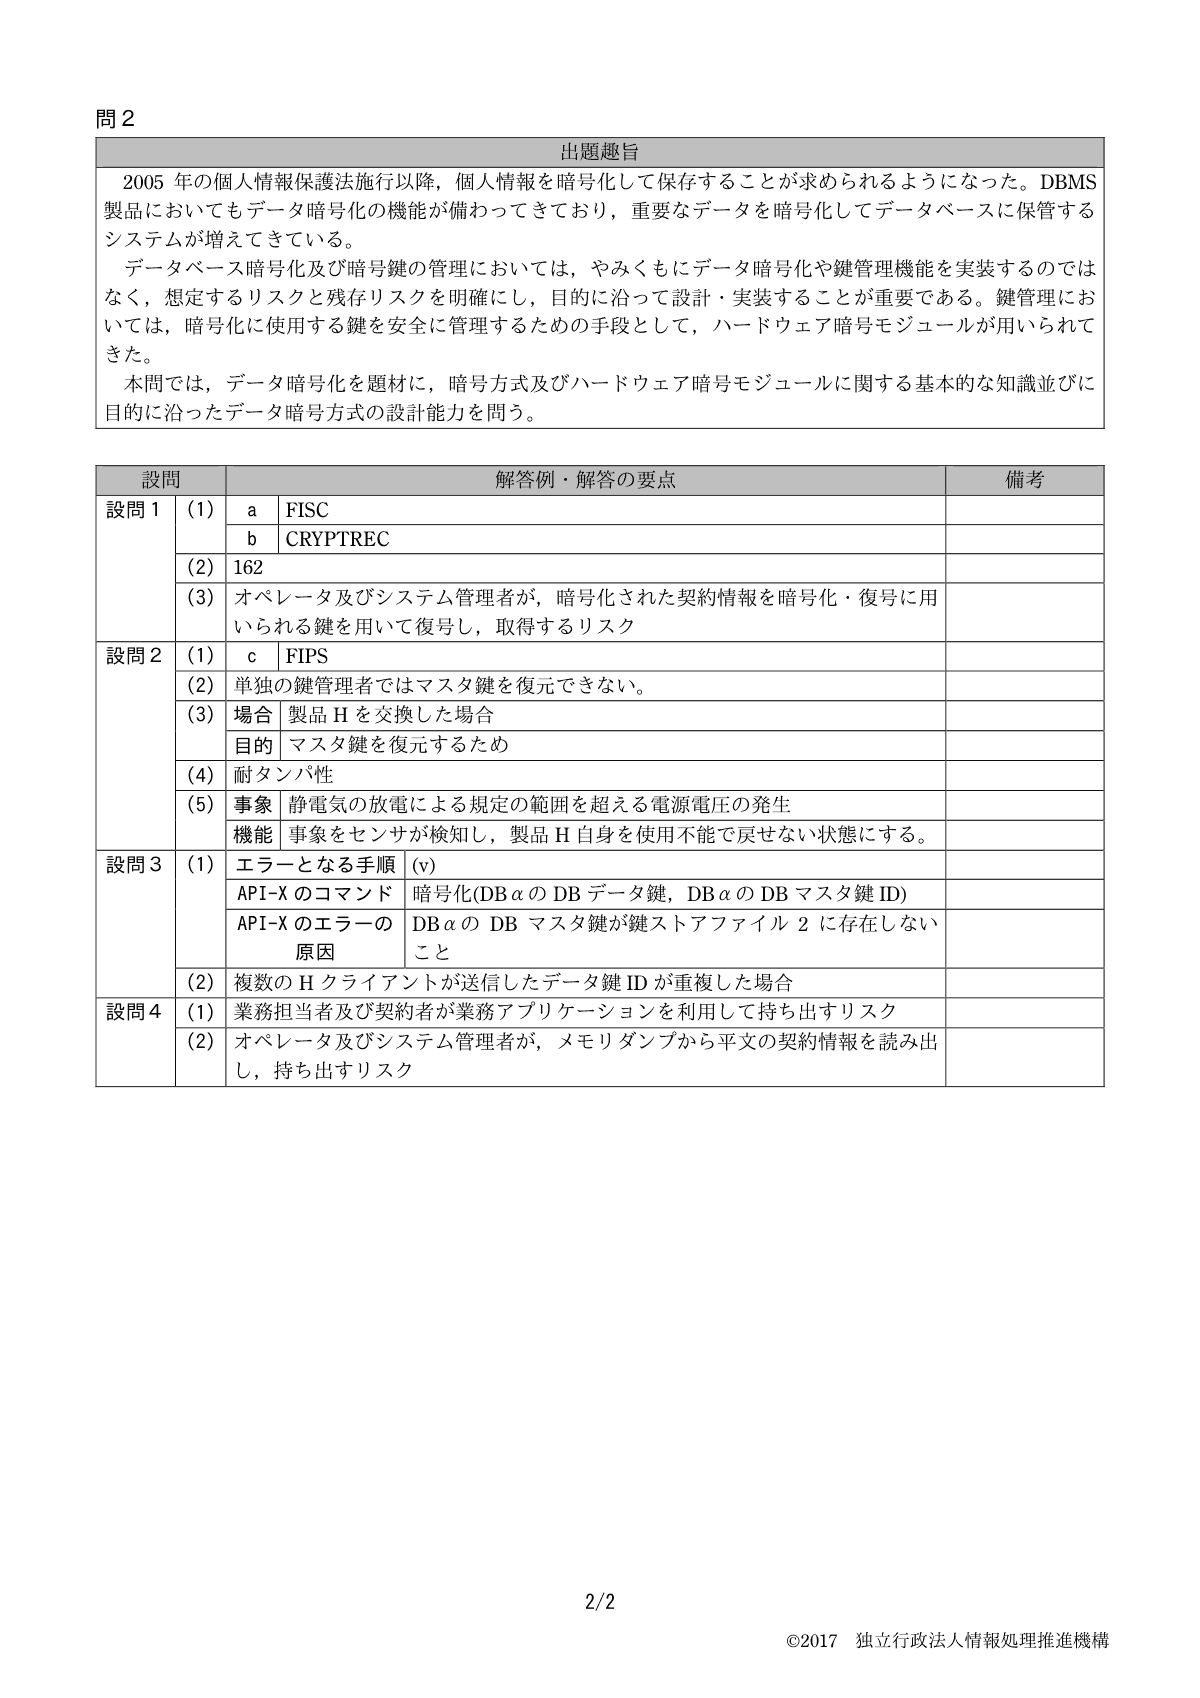 問２
出題趣旨
2005 年の個人情報保護法施行以降，個人情報を暗号化して保存することが求められるようになった。DBMS
製品においてもデータ暗号化の機能が備わってきており，重要なデータを暗号化してデータベースに保管する
システムが増えてきている。
データベース暗号化及び暗号鍵の管理においては，やみくもにデータ暗号化や鍵管理機能を実装するのでは
なく，想定するリスクと残存リスクを明確にし，目的に沿って設計・実装することが重要である。鍵管理にお
いては，暗号化に使用する鍵を安全に管理するための手段として，ハードウェア暗号モジュールが用いられて
きた。
本問では，データ暗号化を題材に，暗号方式及びハードウェア暗号モジュールに関する基本的な知識並びに
目的に沿ったデータ暗号方式の設計能力を問う。
設問 解答例・解答の要点 備考
設問１ (1) a FISC
b CRYPTREC
(2) 162
(3) オペレータ及びシステム管理者が，暗号化された契約情報を暗号化・復号に用
いられる鍵を用いて復号し，取得するリスク
設問２ (1) c FIPS
(2) 単独の鍵管理者ではマスタ鍵を復元できない。
(3) 場合 製品 H を交換した場合
目的 マスタ鍵を復元するため
(4) 耐タンパ性
(5) 事象 静電気の放電による規定の範囲を超える電源電圧の発生
機能 事象をセンサが検知し，製品 H 自身を使用不能で戻せない状態にする。
設問３ (1) エラーとなる手順 (v)
API-X のコマンド 暗号化(DBαの DB データ鍵，DBαの DB マスタ鍵 ID)
API-X のエラーの DBαの DB マスタ鍵が鍵ストアファイル 2 に存在しない
原因 こと
(2) 複数の H クライアントが送信したデータ鍵 ID が重複した場合
設問４ (1) 業務担当者及び契約者が業務アプリケーションを利用して持ち出すリスク
(2) オペレータ及びシステム管理者が，メモリダンプから平文の契約情報を読み出
し，持ち出すリスク
2/2
©2017　独立行政法人情報処理推進機構